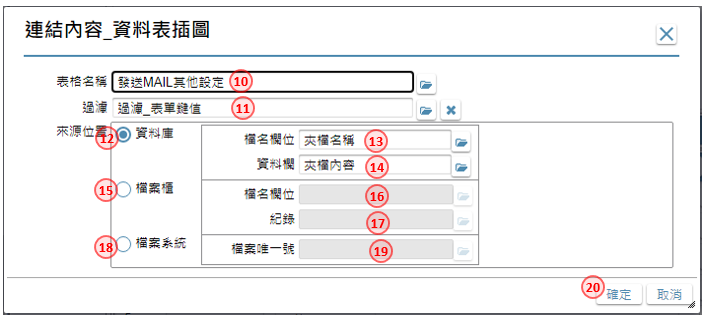 連結內容_資料表插圖
表格名稱 發送MAIL其他設定 10
過濾 過濾_表單鍵值 11
來源位置 12 資料庫 檔名欄位 夾檔名稱 13
資料欄 夾檔內容 14
15 檔案櫃 檔名欄位 16
紀錄 17
18 檔案系統 檔案唯一號 19
20 確定 取消